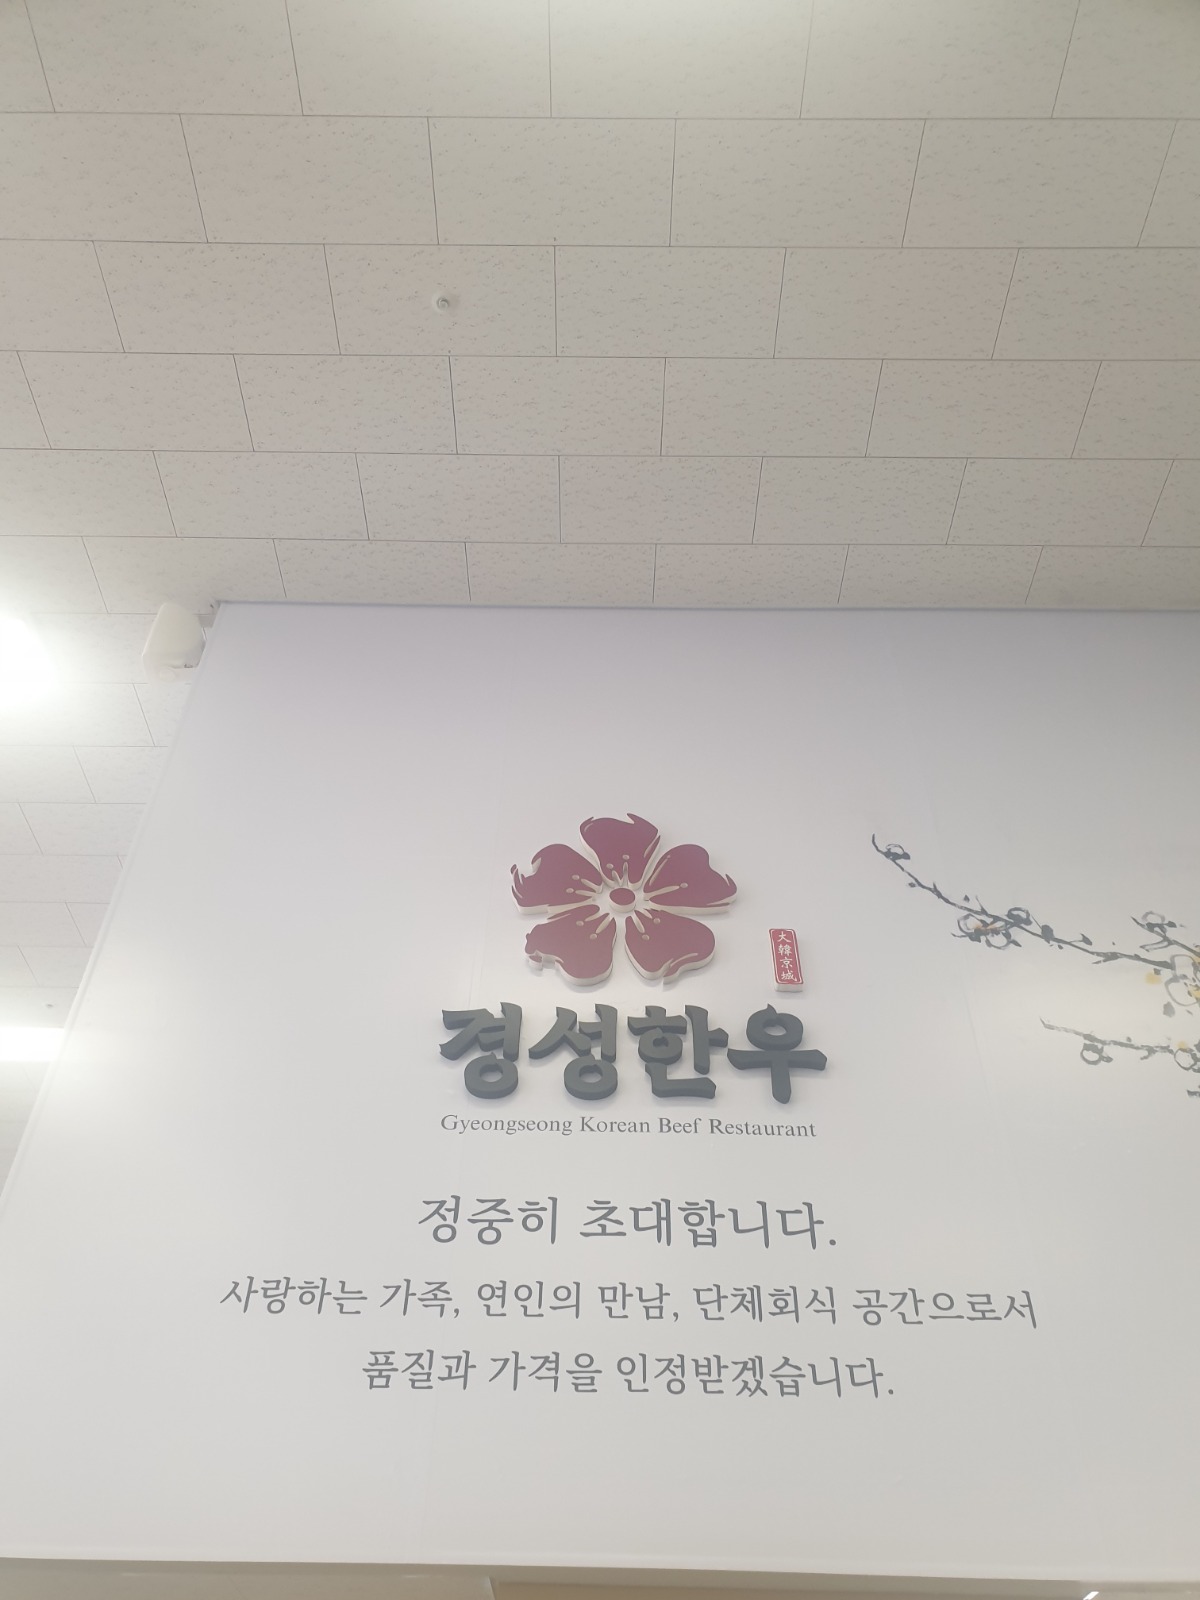 大韓京城
경성한우
Gyeongseong Korean Beef Restaurant
정중히 초대합니다.
사랑하는 가족, 연인의 만남, 단체회식 공간으로서
품질과 가격을 인정받겠습니다.